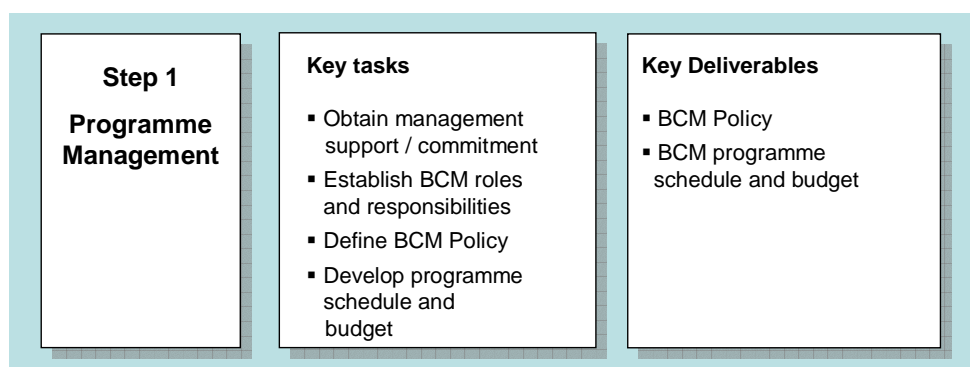 Step 1
Programme
Management
Key tasks
▪ Obtain management
support / commitment
▪ Establish BCM roles
and responsibilities
▪ Define BCM Policy
▪ Develop programme
schedule and
budget
Key Deliverables
▪ BCM Policy
▪ BCM programme
schedule and budget